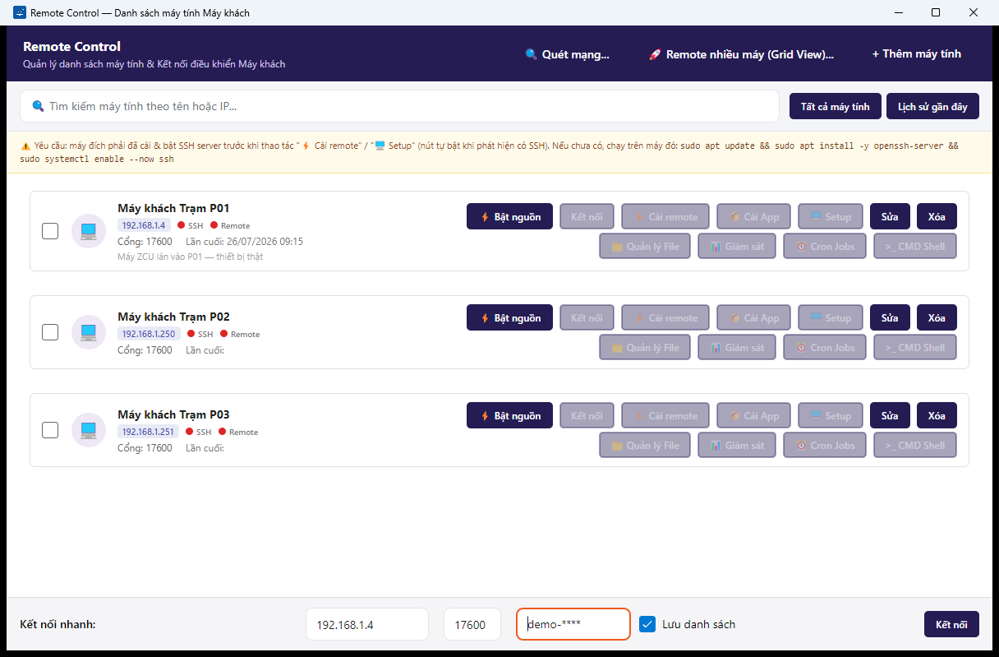 Remote Control — Danh sách máy tính Máy khách
Remote Control
Quản lý danh sách máy tính & Kết nối điều khiển Máy khách
Quét mạng...
Remote nhiều máy (Grid View)...
+ Thêm máy tính
Tìm kiếm máy tính theo tên hoặc IP...
Tất cả máy tính
Lịch sử gần đây
Yêu cầu: máy đích phải đã cài & bật SSH server trước khi thao tác "⚡ Cài remote" / "🖥️ Setup" (nút tự bật khi phát hiện có SSH). Nếu chưa có, chạy trên máy đó: sudo apt update && sudo apt install -y openssh-server &&
sudo systemctl enable --now ssh
Máy khách Trạm P01
192.168.1.4 SSH Remote
Cổng: 17600 Lần cuối: 26/07/2026 09:15
Máy ZCU làn vào P01 — thiết bị thật
Bật nguồn Kết nối Cài remote Cài App Setup Sửa Xóa
Quản lý File Giám sát Cron Jobs >_ CMD Shell
Máy khách Trạm P02
192.168.1.250 SSH Remote
Cổng: 17600 Lần cuối:
Bật nguồn Kết nối Cài remote Cài App Setup Sửa Xóa
Quản lý File Giám sát Cron Jobs >_ CMD Shell
Máy khách Trạm P03
192.168.1.251 SSH Remote
Cổng: 17600 Lần cuối:
Bật nguồn Kết nối Cài remote Cài App Setup Sửa Xóa
Quản lý File Giám sát Cron Jobs >_ CMD Shell
Kết nối nhanh: 192.168.1.4 17600 demo-**** Lưu danh sách Kết nối